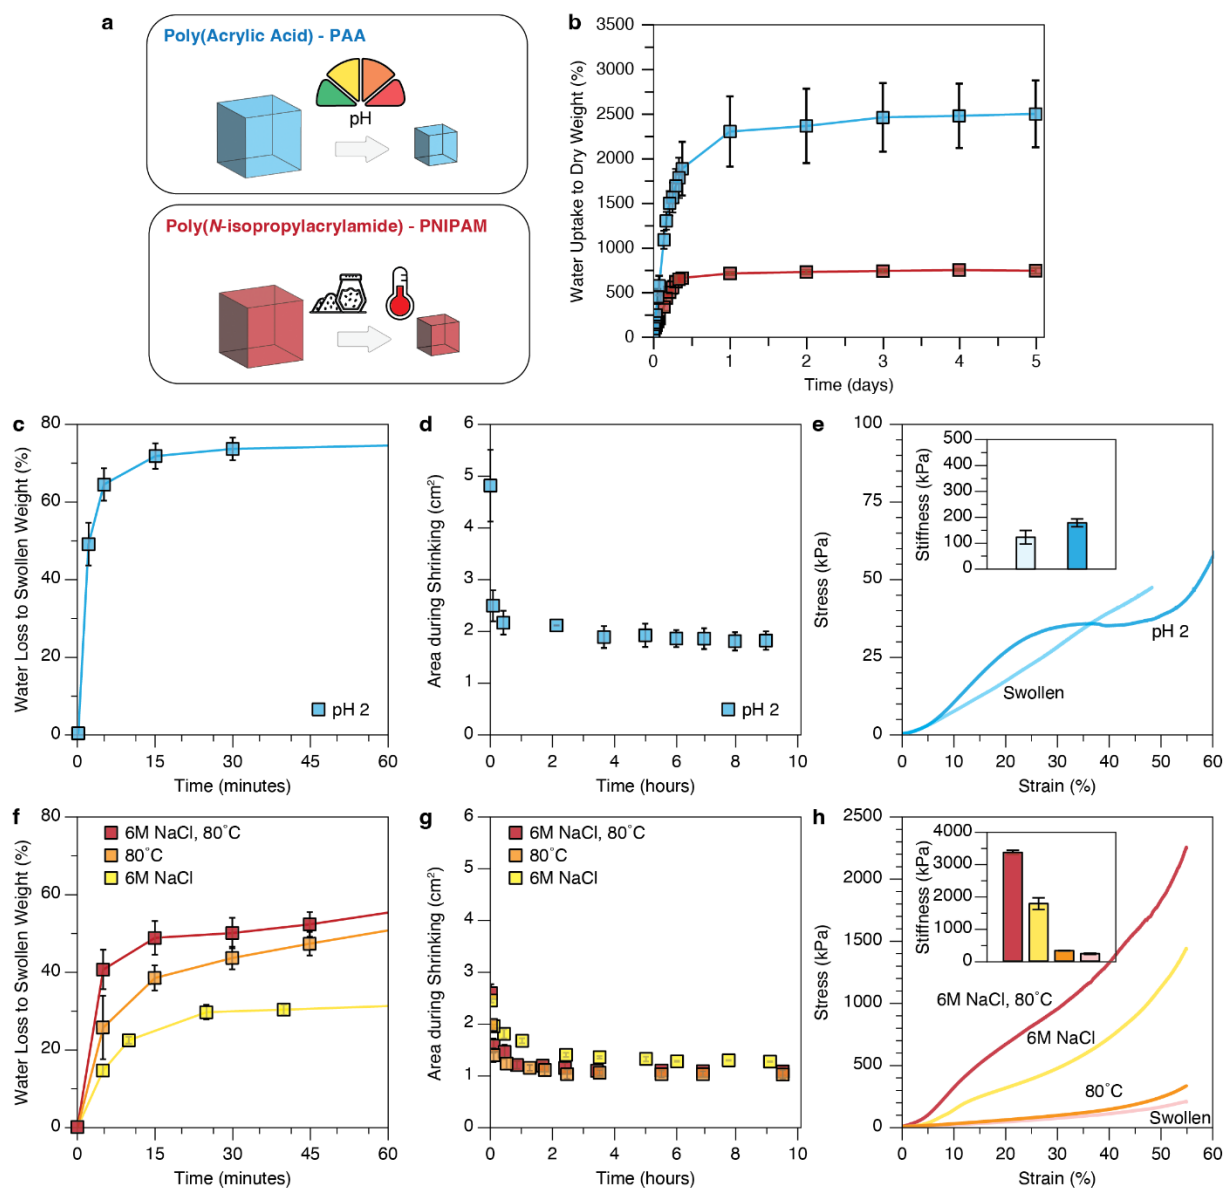 a
Poly(Acrylic Acid) - PAA
pH
Poly(N-isopropylacrylamide) - PNIPAM
b
Water Uptake to Dry Weight (%)
3500
3000
2500
2000
1500
1000
500
0
0 1 2 3 4 5
Time (days)
c
Water Loss to Swollen Weight (%)
80
60
40
20
0
pH 2
0 15 30 45 60
Time (minutes)
d
Area during Shrinking (cm²)
6
5
4
3
2
1
0
pH 2
0 2 4 6 8 10
Time (hours)
e
Stress (kPa)
100
75
50
25
0
Stiffness (kPa)
500
400
300
200
100
0
pH 2
Swollen
0 10 20 30 40 50 60
Strain (%)
f
Water Loss to Swollen Weight (%)
80
60
40
20
0
6M NaCl, 80°C
80°C
6M NaCl
0 15 30 45 60
Time (minutes)
g
Area during Shrinking (cm²)
6
5
4
3
2
1
0
6M NaCl, 80°C
80°C
6M NaCl
0 2 4 6 8 10
Time (hours)
h
Stress (kPa)
2500
2000
1500
1000
500
0
Stiffness (kPa)
4000
3000
2000
1000
0
6M NaCl, 80°C
6M NaCl
80°C
Swollen
0 10 20 30 40 50 60
Strain (%)